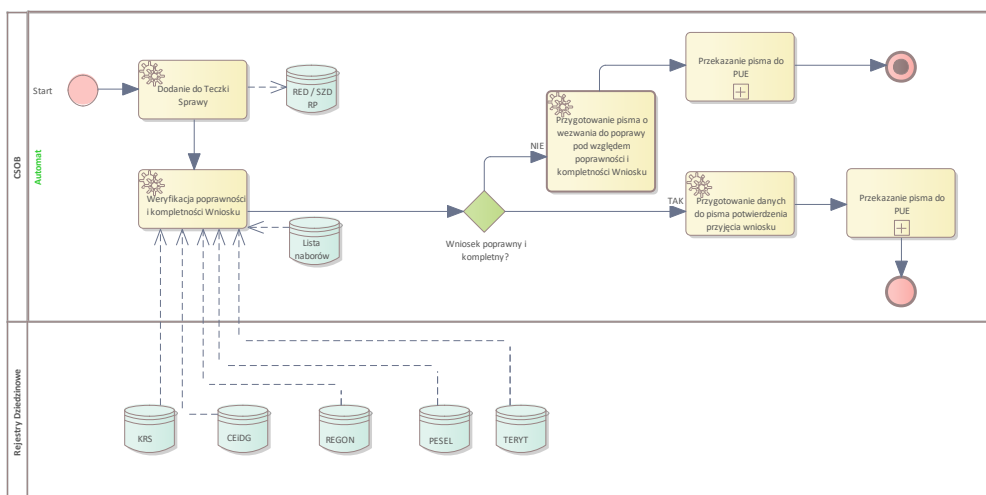 CSOB
Automat
Start
Dodanie do Teczki
Sprawy
RED / SZD
RP
Weryfikacja poprawności
i kompletności Wniosku
Lista
naborów
Wniosek poprawny i
kompletny?
NIE
Przygotowanie pisma o
wezwania do poprawy
pod względem
poprawności i
kompletności Wniosku
Przekazanie pisma do
PUE
TAK
Przygotowanie danych
do pisma potwierdzenia
przyjęcia wniosku
Przekazanie pisma do
PUE
Rejestry Dziedzinowe
KRS
CEiDG
REGON
PESEL
TERYT